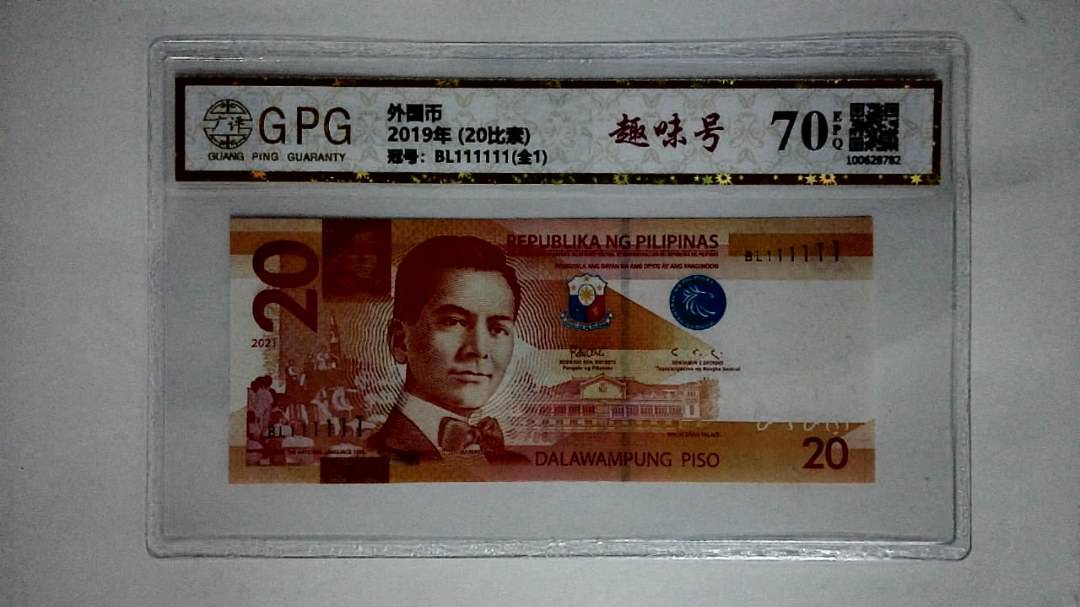 GPG
GUANG PING GUARANTY
外国币
2019年 (20比索)
冠号：BL111111(全1)
趣味号
70
EPQ
100628782
20
REPUBLIKA NG PILIPINAS
BL111111
2021
BL111111
DALAWAMPUNG PISO
20